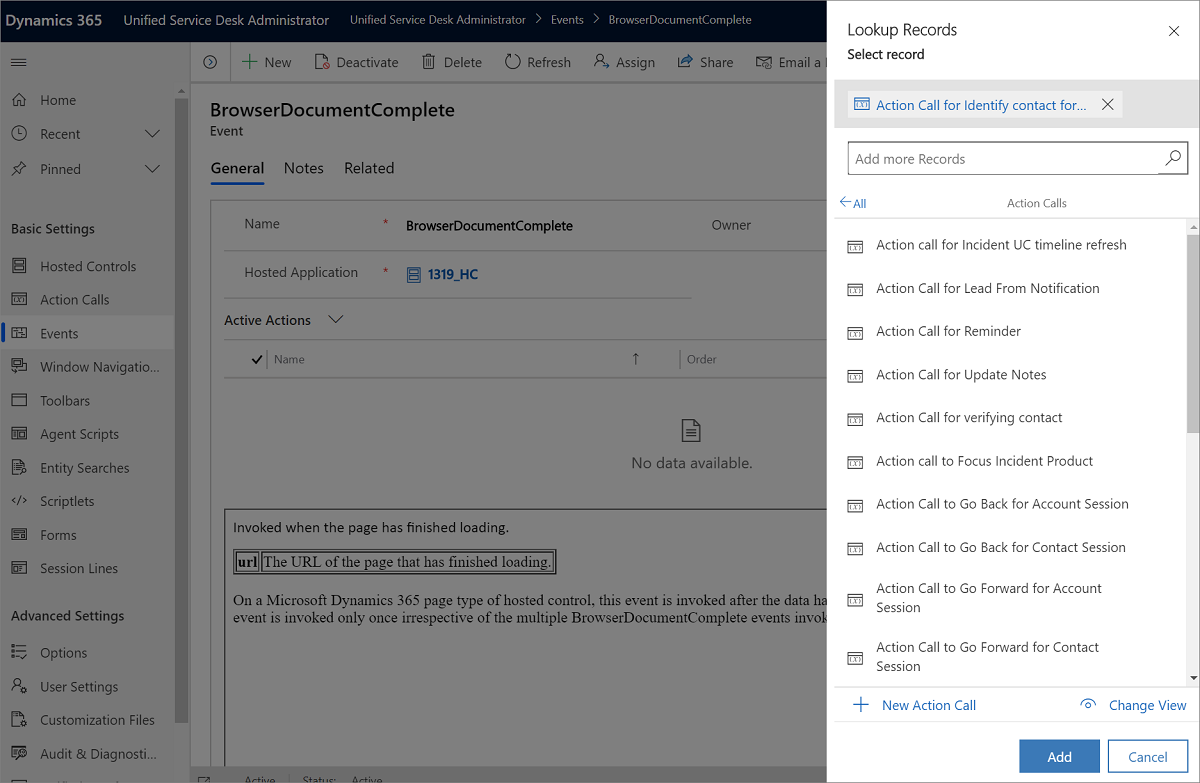 Dynamics 365
Unified Service Desk Administrator
Unified Service Desk Administrator > Events > BrowserDocumentComplete
New
Deactivate
Delete
Refresh
Assign
Share
Email a
Home
Recent
Pinned
Basic Settings
Hosted Controls
Action Calls
Events
Window Navigatio...
Toolbars
Agent Scripts
Entity Searches
Scriptlets
Forms
Session Lines
Advanced Settings
Options
User Settings
Customization Files
Audit & Diagnosti...
BrowserDocumentComplete
Event
General
Notes
Related
Name * BrowserDocumentComplete
Owner
Hosted Application * 1319_HC
Active Actions
Name
Order
No data available.
Invoked when the page has finished loading.
url The URL of the page that has finished loading.
On a Microsoft Dynamics 365 page type of hosted control, this event is invoked after the data ha
event is invoked only once irrespective of the multiple BrowserDocumentComplete events invok
Active
Status: Active
Lookup Records
Select record
Action Call for Identify contact for...
Add more Records
All
Action Calls
Action call for Incident UC timeline refresh
Action Call for Lead From Notification
Action Call for Reminder
Action Call for Update Notes
Action Call for verifying contact
Action call to Focus Incident Product
Action Call to Go Back for Account Session
Action Call to Go Back for Contact Session
Action Call to Go Forward for Account
Session
Action Call to Go Forward for Contact
Session
New Action Call
Change View
Add
Cancel